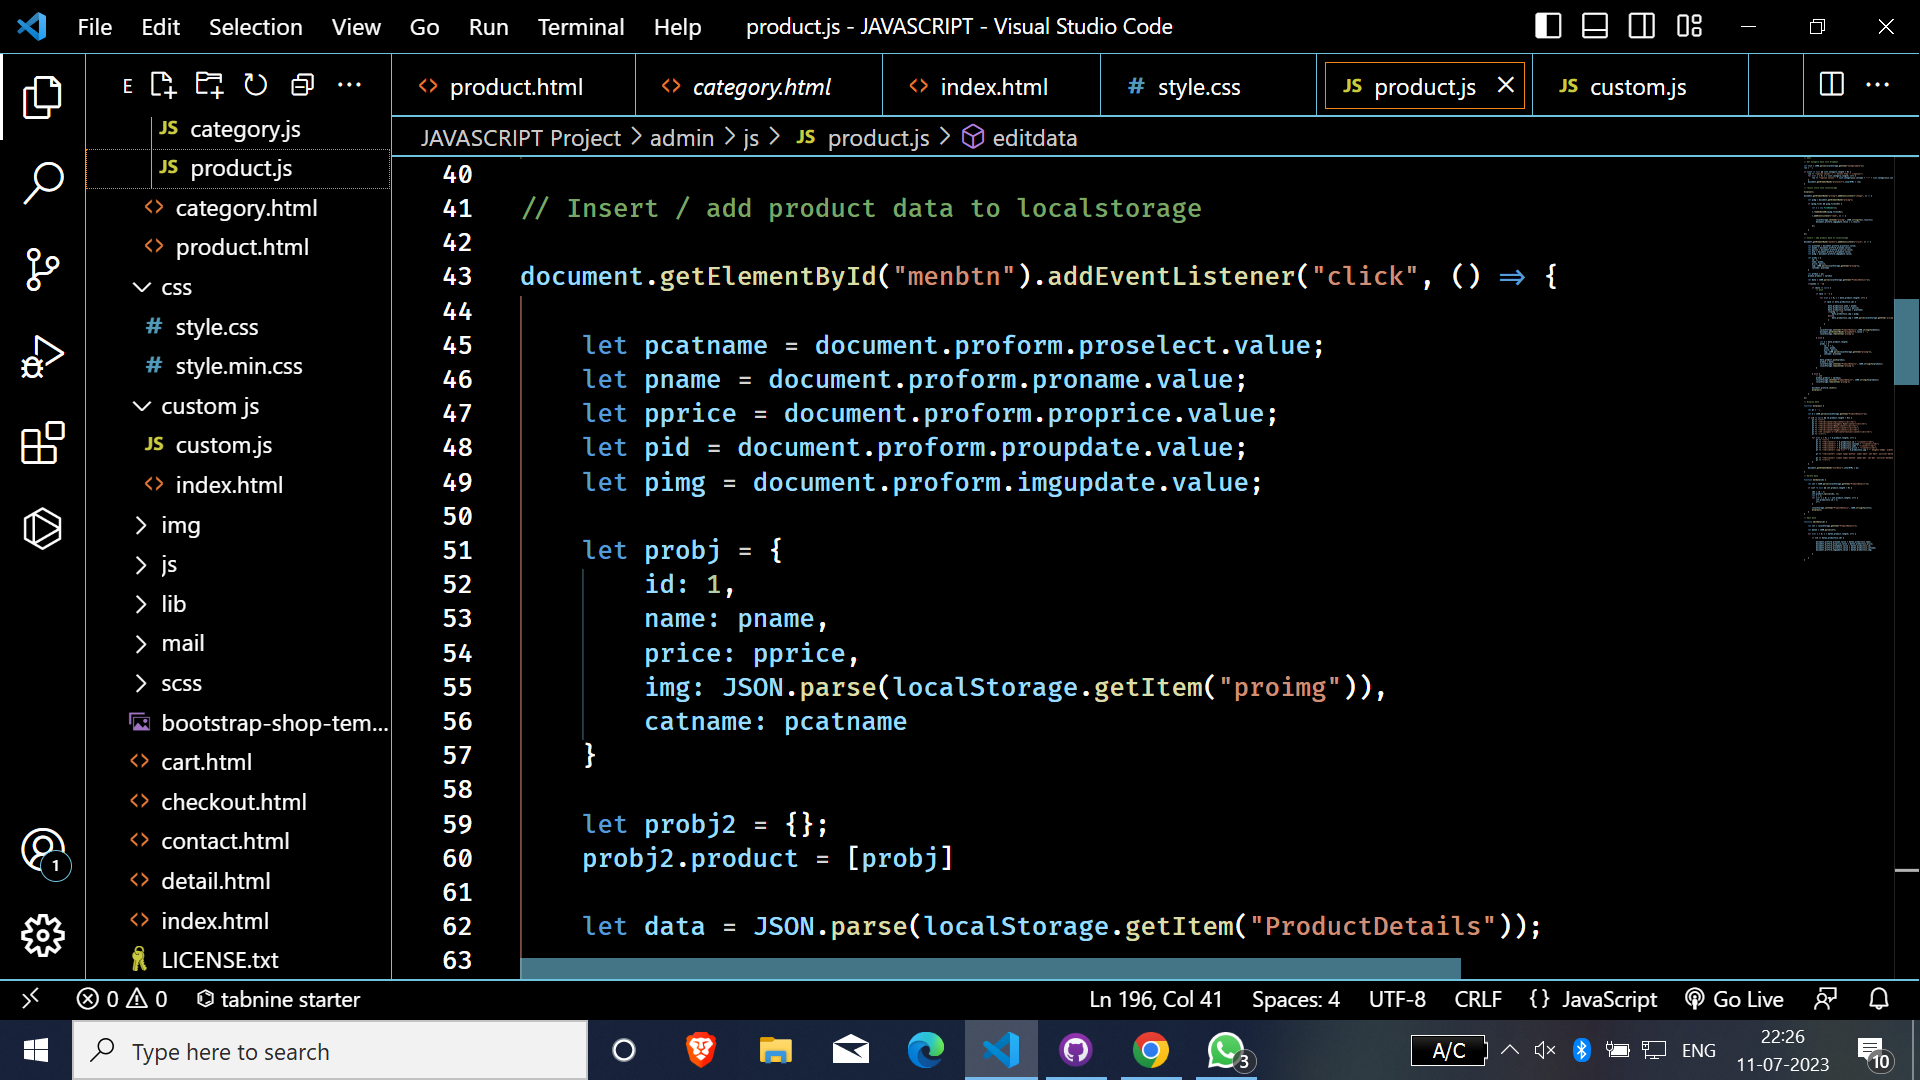 File Edit Selection View Go Run Terminal Help product.js - JAVASCRIPT - Visual Studio Code
E
product.html category.html index.html style.css JS product.js JS custom.js
JAVASCRIPT Project > admin > js > JS product.js > editdata
JS category.js
JS product.js
category.html
product.html
css
# style.css
# style.min.css
custom js
JS custom.js
index.html
img
js
lib
mail
scss
bootstrap-shop-tem...
cart.html
checkout.html
contact.html
detail.html
index.html
LICENSE.txt
1
40
41 // Insert / add product data to localstorage
42
43 document.getElementById("menbtn").addEventListener("click", () => {
44
45 let pcatname = document.proform.proselect.value;
46 let pname = document.proform.proname.value;
47 let pprice = document.proform.proprice.value;
48 let pid = document.proform.proupdate.value;
49 let pimg = document.proform.imgupdate.value;
50
51 let probj = {
52 id: 1,
53 name: pname,
54 price: pprice,
55 img: JSON.parse(localStorage.getItem("proimg")),
56 catname: pcatname
57 }
58
59 let probj2 = {};
60 probj2.product = [probj]
61
62 let data = JSON.parse(localStorage.getItem("ProductDetails"));
63
0 0 tabnine starter Ln 196, Col 41 Spaces: 4 UTF-8 CRLF {} JavaScript Go Live
Type here to search 3 A/C ENG 22:26
11-07-2023 10